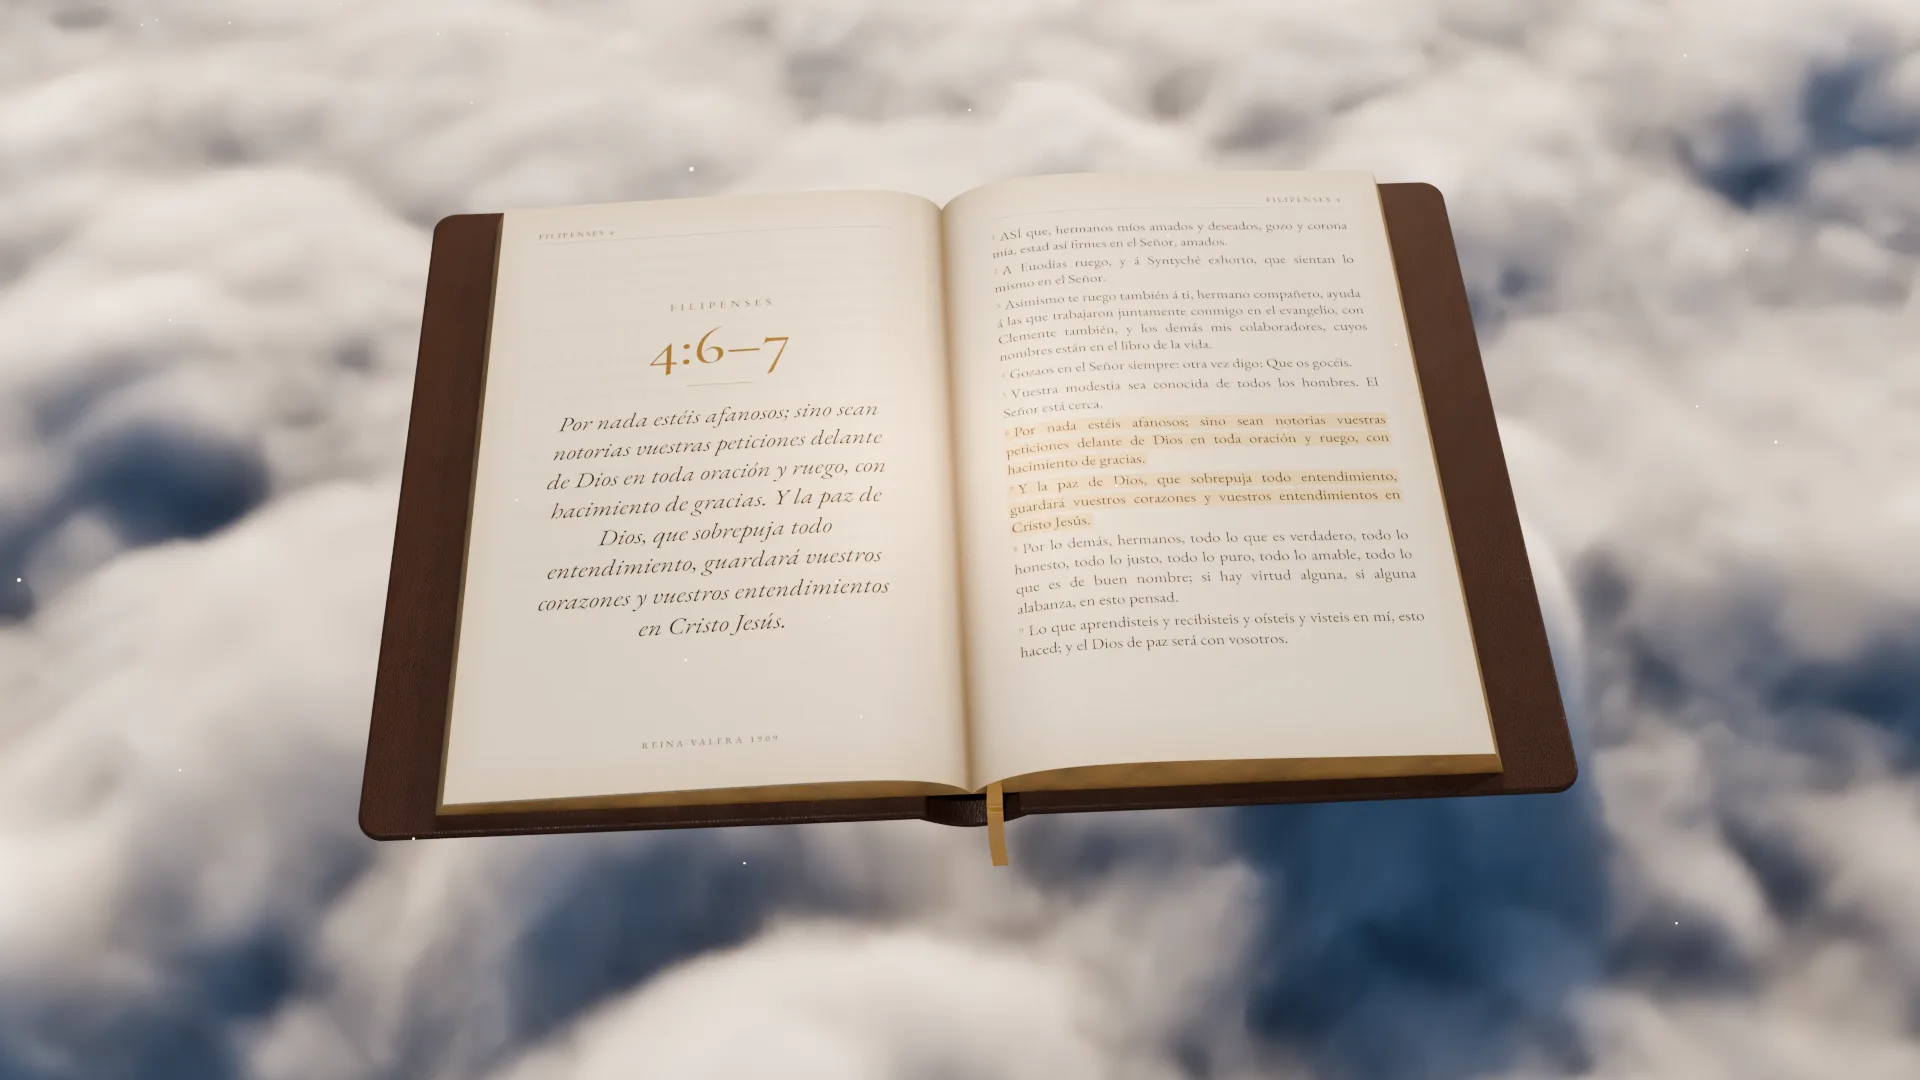 FILIPENSES 4
FILIPENSES
4:6–7
Por nada estéis afanosos; sino sean
notorias vuestras peticiones delante
de Dios en toda oración y ruego, con
hacimiento de gracias. Y la paz de
Dios, que sobrepuja todo
entendimiento, guardará vuestros
corazones y vuestros entendimientos
en Cristo Jesús.
REINA VALERA 1909
FILIPENSES 4
1 ASÍ que, hermanos míos amados y deseados, gozo y corona
mía, estad así firmes en el Señor, amados.
2 A Euodias ruego, y á Syntychê exhorto, que sientan lo
mismo en el Señor.
3 Asimismo te ruego también á ti, hermano compañero, ayuda
á las que trabajaron juntamente conmigo en el evangelio, con
Clemente también, y los demás mis colaboradores, cuyos
nombres están en el libro de la vida.
4 Gozaos en el Señor siempre: otra vez digo: Que os gocéis.
5 Vuestra modestia sea conocida de todos los hombres. El
Señor está cerca.
6 Por nada estéis afanosos; sino sean notorias vuestras
peticiones delante de Dios en toda oración y ruego, con
hacimiento de gracias.
7 Y la paz de Dios, que sobrepuja todo entendimiento,
guardará vuestros corazones y vuestros entendimientos en
Cristo Jesús.
8 Por lo demás, hermanos, todo lo que es verdadero, todo lo
honesto, todo lo justo, todo lo puro, todo lo amable, todo lo
que es de buen nombre; si hay virtud alguna, si alguna
alabanza, en esto pensad.
9 Lo que aprendisteis y recibisteis y oísteis y visteis en mí, esto
haced; y el Dios de paz será con vosotros.